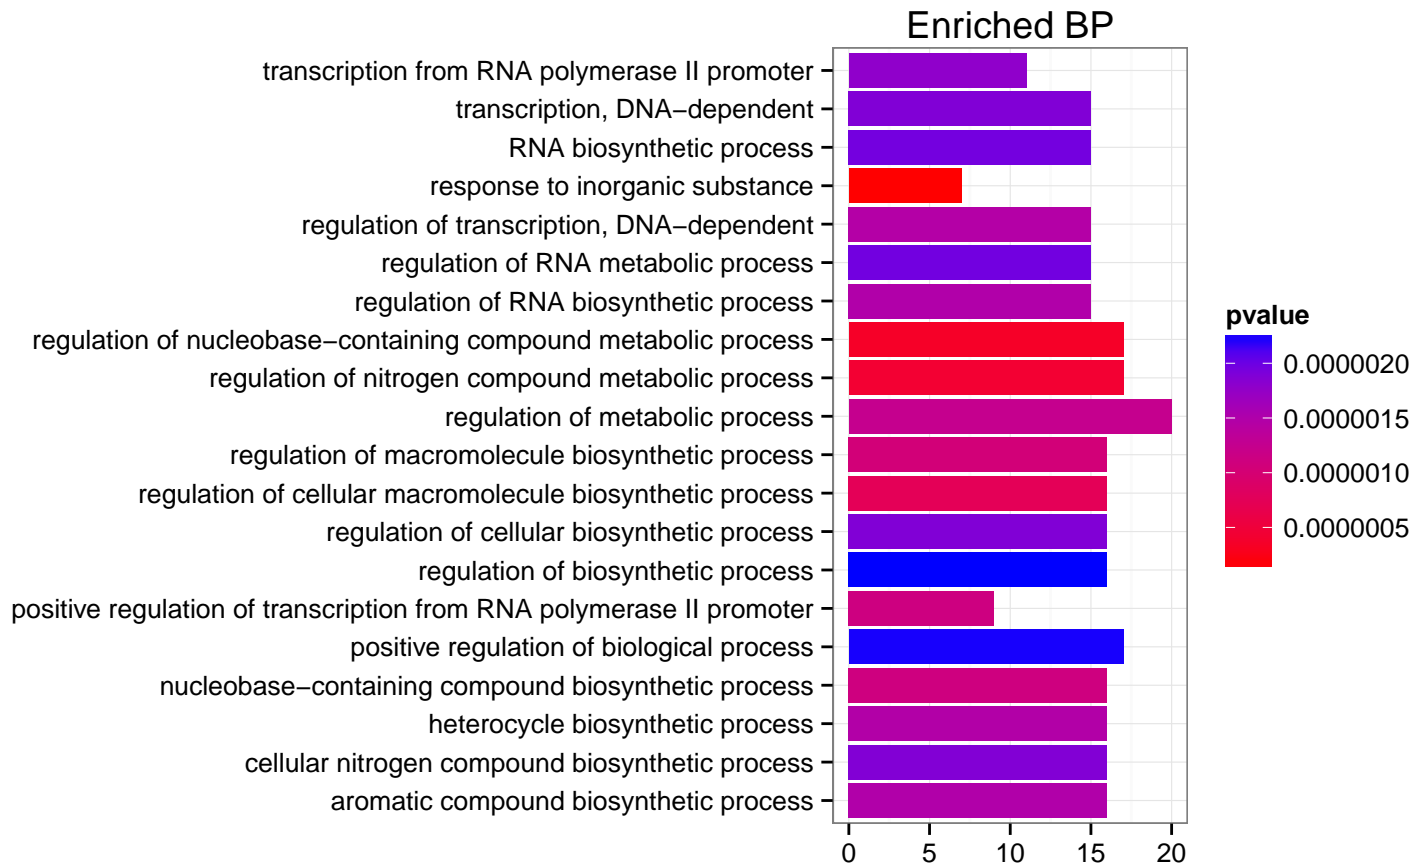 Enriched BP
transcription from RNA polymerase II promoter
transcription, DNA−dependent
RNA biosynthetic process
response to inorganic substance
regulation of transcription, DNA−dependent
regulation of RNA metabolic process
regulation of RNA biosynthetic process
regulation of nucleobase−containing compound metabolic process
regulation of nitrogen compound metabolic process
regulation of metabolic process
regulation of macromolecule biosynthetic process
regulation of cellular macromolecule biosynthetic process
regulation of cellular biosynthetic process
regulation of biosynthetic process
positive regulation of transcription from RNA polymerase II promoter
positive regulation of biological process
nucleobase−containing compound biosynthetic process
heterocycle biosynthetic process
cellular nitrogen compound biosynthetic process
aromatic compound biosynthetic process
0 5 10 15 20
pvalue
0.0000020
0.0000015
0.0000010
0.0000005